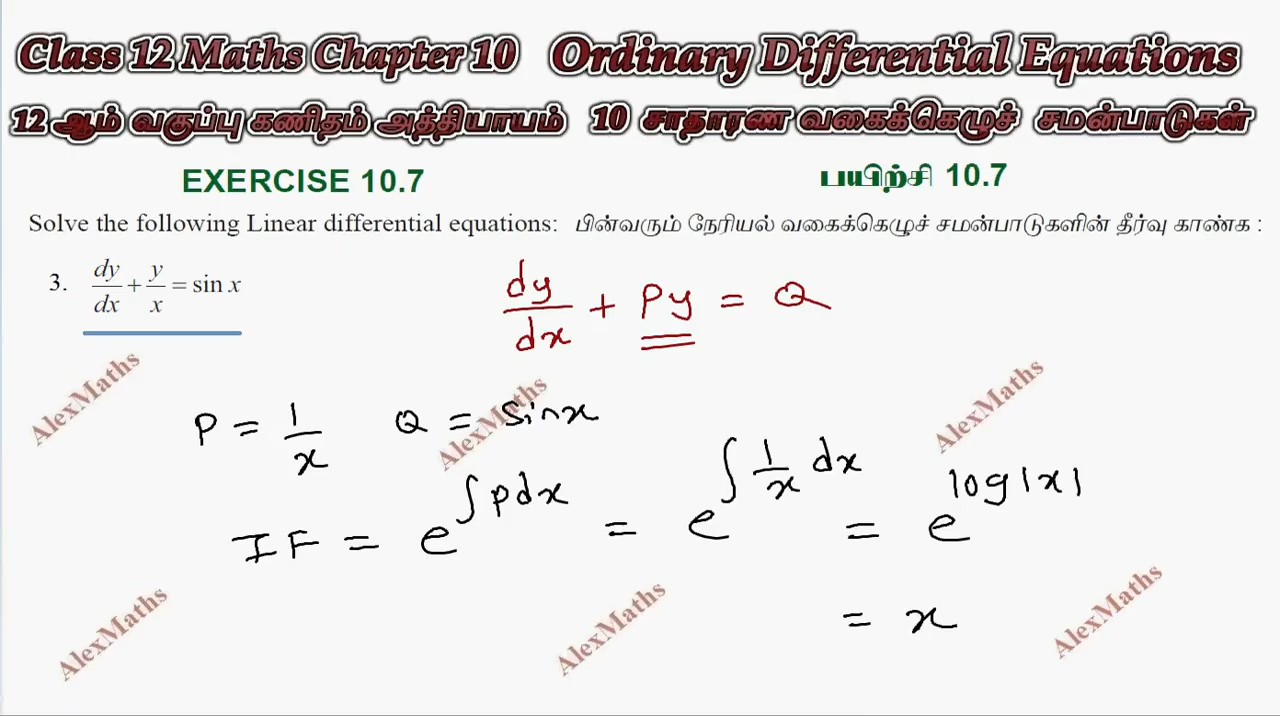 Class 12 Maths Chapter 10 Ordinary Differential Equations
12 ஆம் வகுப்பு கணிதம் அத்தியாயம் 10 சாதாரண வகைக்கெழுச் சமன்பாடுகள்
EXERCISE 10.7 பயிற்சி 10.7
Solve the following Linear differential equations: பின்வரும் நேரியல் வகைக்கெழுச் சமன்பாடுகளின் தீர்வு காண்க :
3. dy/dx + y/x = sin x
dy/dx + Py = Q
AlexMaths
AlexMaths
AlexMaths
P = 1/x Q = sinx
IF = e^∫pdx = e^∫1/x dx = e^log|x|
= x
AlexMaths
AlexMaths
AlexMaths